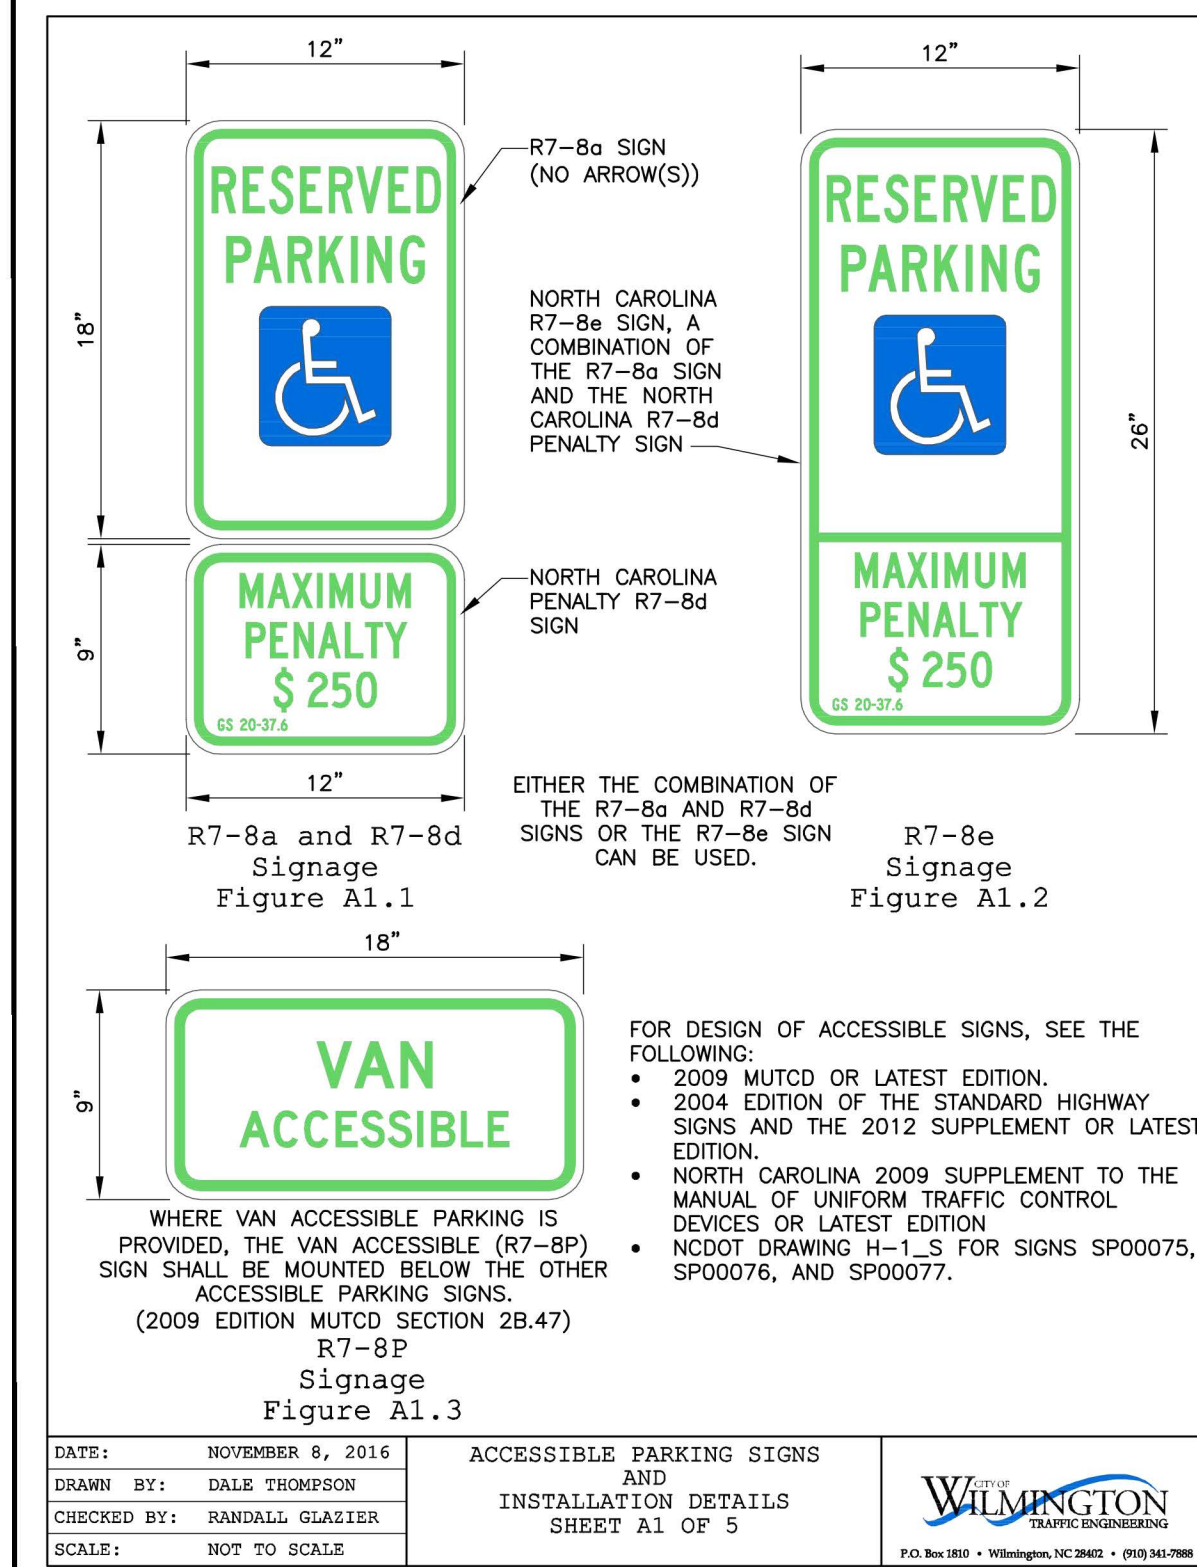 12"
18"
RESERVED
PARKING
R7-8a SIGN
(NO ARROW(S))
9"
MAXIMUM
PENALTY
$ 250
GS 20-37.6
NORTH CAROLINA
PENALTY R7-8d
SIGN
12"
R7-8a and R7-8d
Signage
Figure A1.1
NORTH CAROLINA
R7-8e SIGN, A
COMBINATION OF
THE R7-8a SIGN
AND THE NORTH
CAROLINA R7-8d
PENALTY SIGN
12"
26"
RESERVED
PARKING
MAXIMUM
PENALTY
$ 250
GS 20-37.6
EITHER THE COMBINATION OF
THE R7-8a AND R7-8d
SIGNS OR THE R7-8e SIGN
CAN BE USED.
R7-8e
Signage
Figure A1.2
18"
9"
VAN
ACCESSIBLE
WHERE VAN ACCESSIBLE PARKING IS
PROVIDED, THE VAN ACCESSIBLE (R7-8P)
SIGN SHALL BE MOUNTED BELOW THE OTHER
ACCESSIBLE PARKING SIGNS.
(2009 EDITION MUTCD SECTION 2B.47)
R7-8P
Signage
Figure A1.3
FOR DESIGN OF ACCESSIBLE SIGNS, SEE THE
FOLLOWING:
• 2009 MUTCD OR LATEST EDITION.
• 2004 EDITION OF THE STANDARD HIGHWAY
SIGNS AND THE 2012 SUPPLEMENT OR LATEST
EDITION.
• NORTH CAROLINA 2009 SUPPLEMENT TO THE
MANUAL OF UNIFORM TRAFFIC CONTROL
DEVICES OR LATEST EDITION
• NCDOT DRAWING H-1_S FOR SIGNS SP00075,
SP00076, AND SP00077.
DATE: NOVEMBER 8, 2016
DRAWN BY: DALE THOMPSON
CHECKED BY: RANDALL GLAZIER
SCALE: NOT TO SCALE
ACCESSIBLE PARKING SIGNS
AND
INSTALLATION DETAILS
SHEET A1 OF 5
CITY OF
WILMINGTON
TRAFFIC ENGINEERING
P.O. Box 1810 • Wilmington, NC 28402 • (910) 341-7888